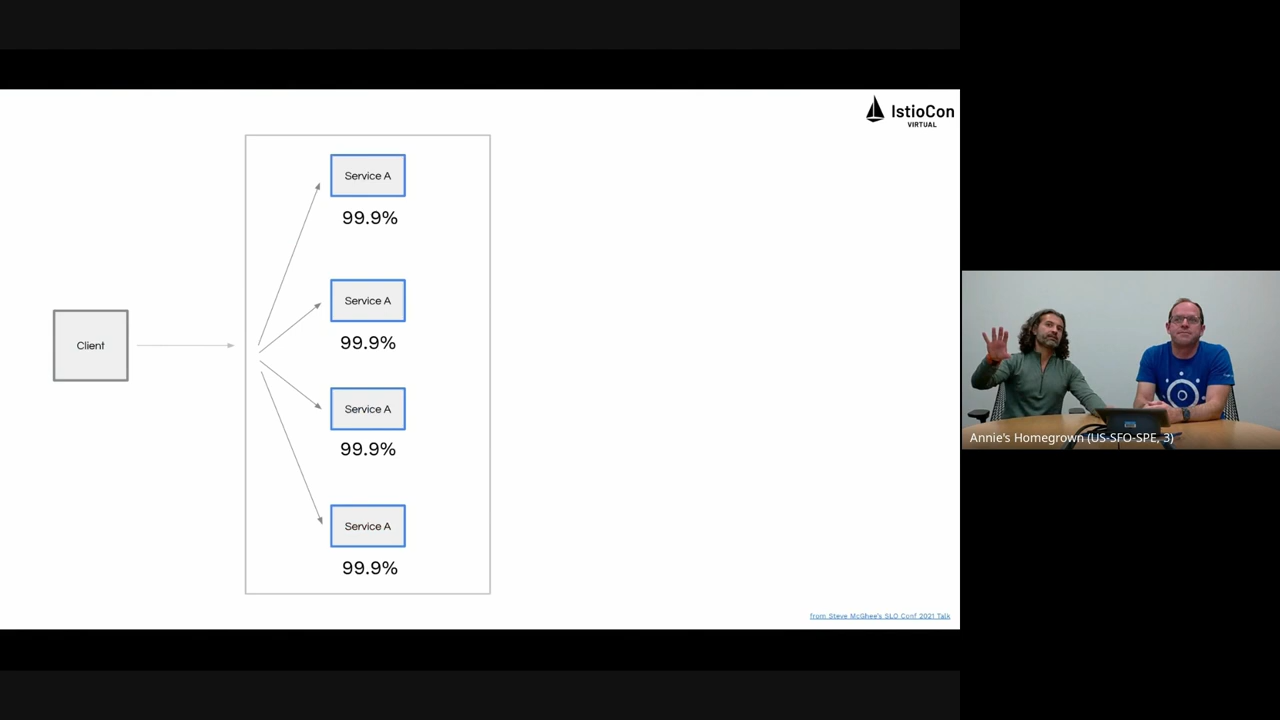 IstioCon
VIRTUAL
Service A
99.9%
Service A
99.9%
Client
Service A
99.9%
Service A
99.9%
from Steve McGhee's SLO Conf 2021 Talk
Annie's Homegrown (US-SFO-SPE, 3)